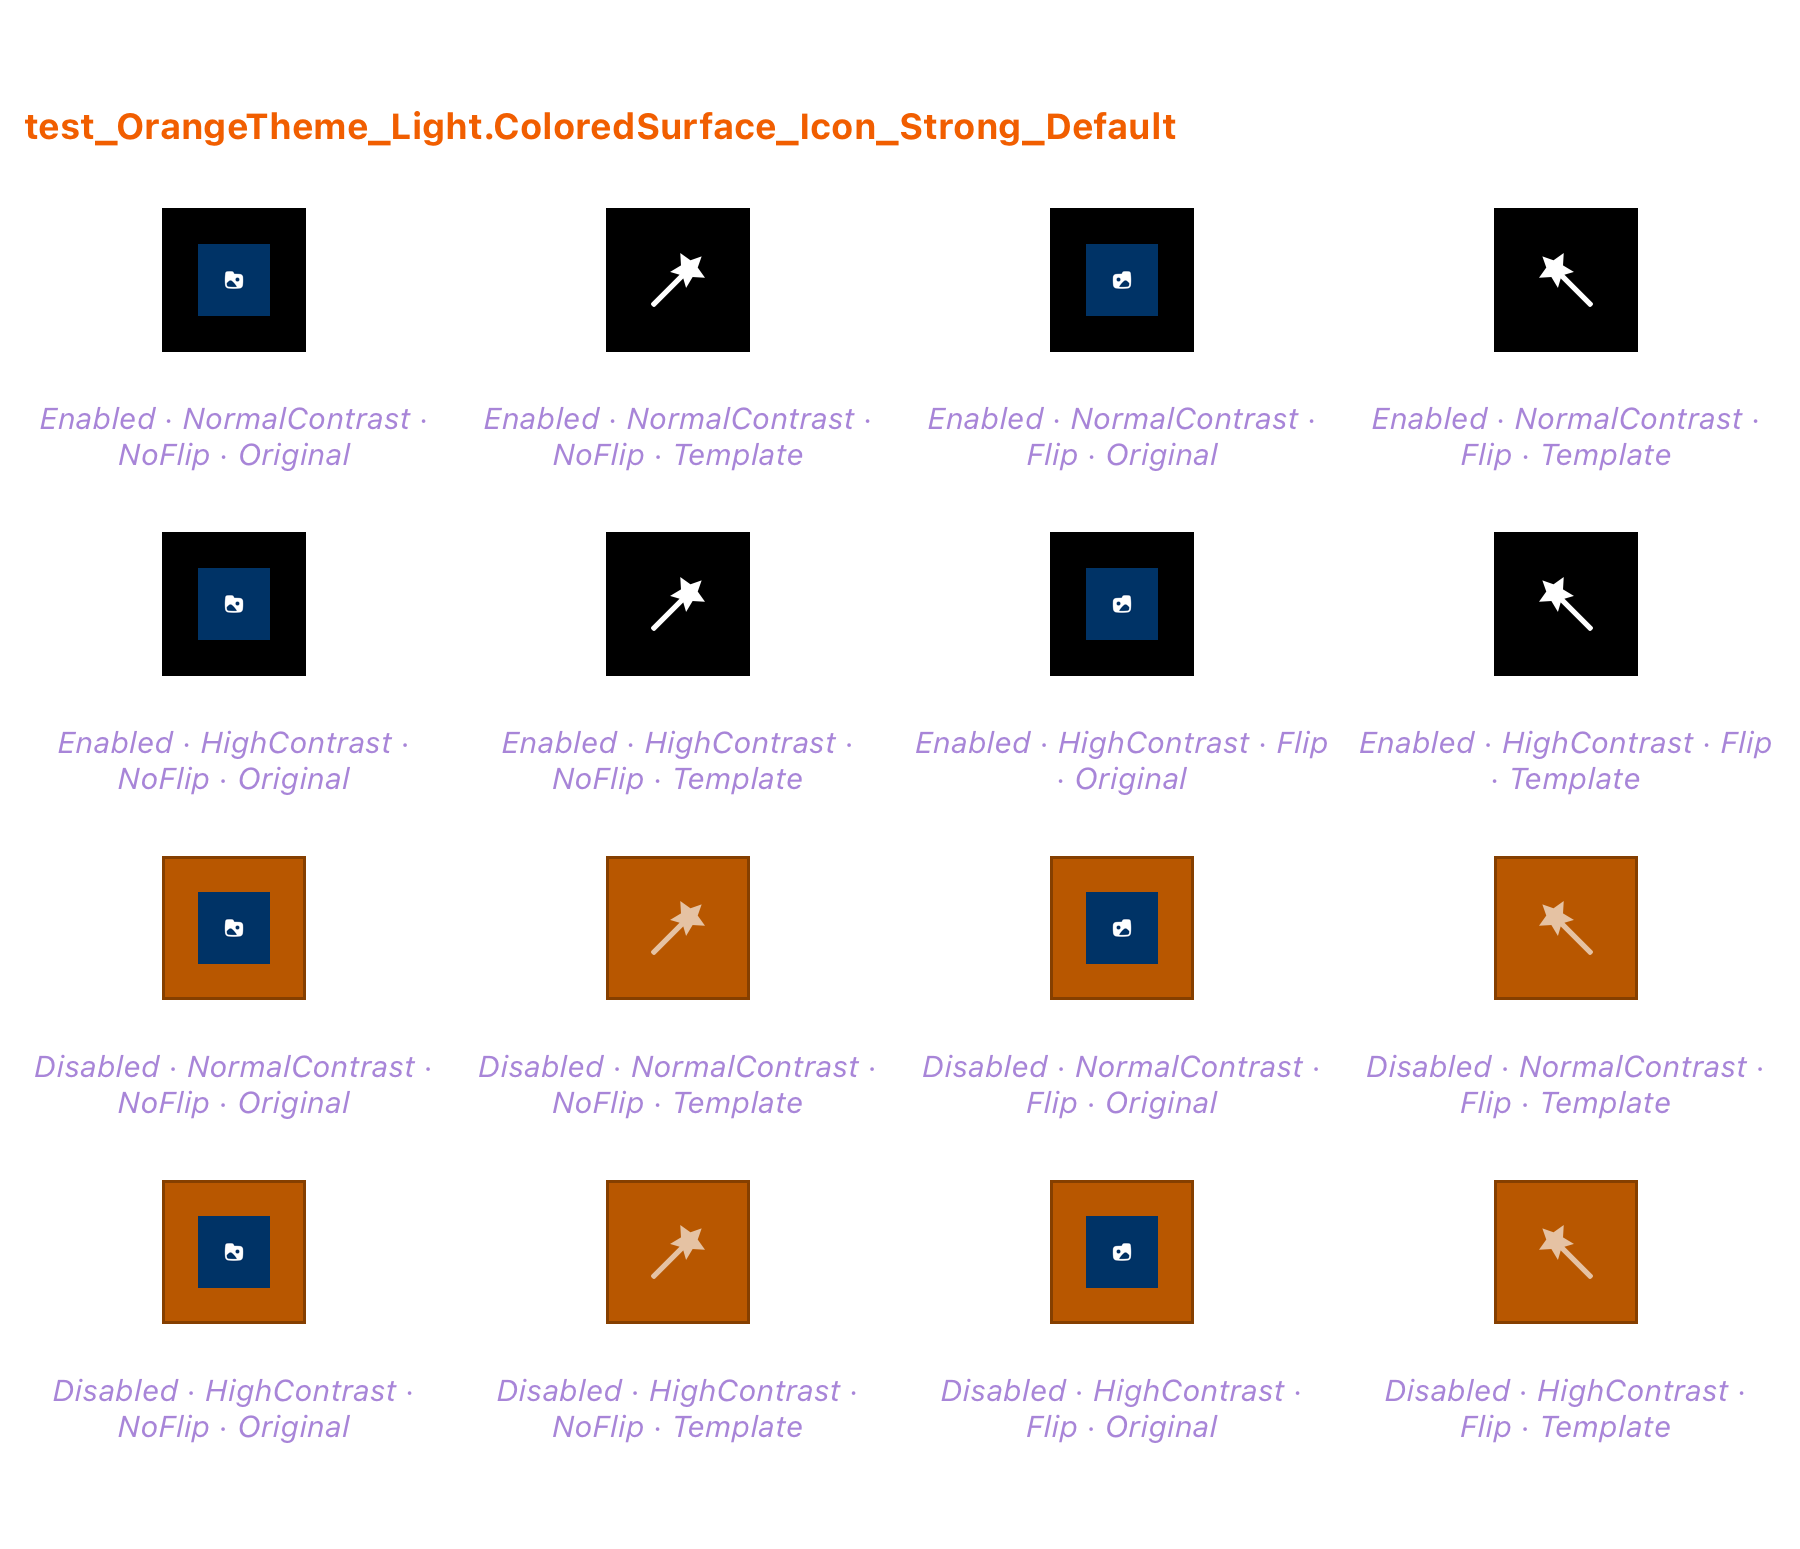 test_OrangeTheme_Light.ColoredSurface_Icon_Strong_Default
Enabled · NormalContrast ·
NoFlip · Original
Enabled · NormalContrast ·
NoFlip · Template
Enabled · NormalContrast ·
Flip · Original
Enabled · NormalContrast ·
Flip · Template
Enabled · HighContrast ·
NoFlip · Original
Enabled · HighContrast ·
NoFlip · Template
Enabled · HighContrast · Flip
· Original
Enabled · HighContrast · Flip
· Template
Disabled · NormalContrast ·
NoFlip · Original
Disabled · NormalContrast ·
NoFlip · Template
Disabled · NormalContrast ·
Flip · Original
Disabled · NormalContrast ·
Flip · Template
Disabled · HighContrast ·
NoFlip · Original
Disabled · HighContrast ·
NoFlip · Template
Disabled · HighContrast ·
Flip · Original
Disabled · HighContrast ·
Flip · Template